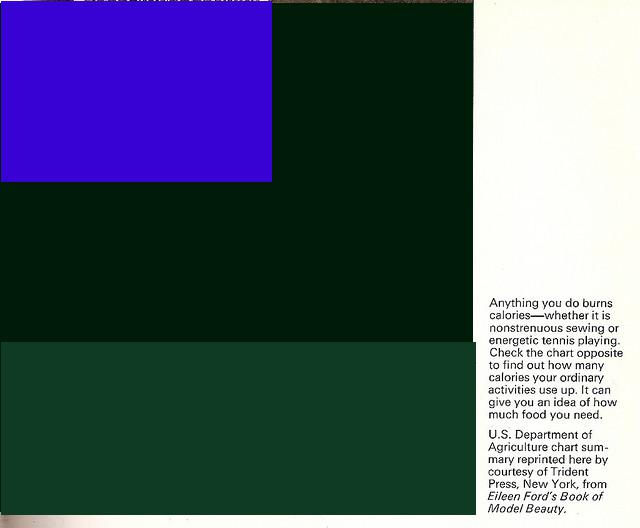 Anything you do burns
calories—whether it is
nonstrenuous sewing or
energetic tennis playing.
Check the chart opposite
to find out how many
calories your ordinary
activities use up. It can
give you an idea of how
much food you need.
U.S. Department of
Agriculture chart sum-
mary reprinted here by
courtesy of Trident
Press, New York, from
Eileen Ford's Book of
Model Beauty.